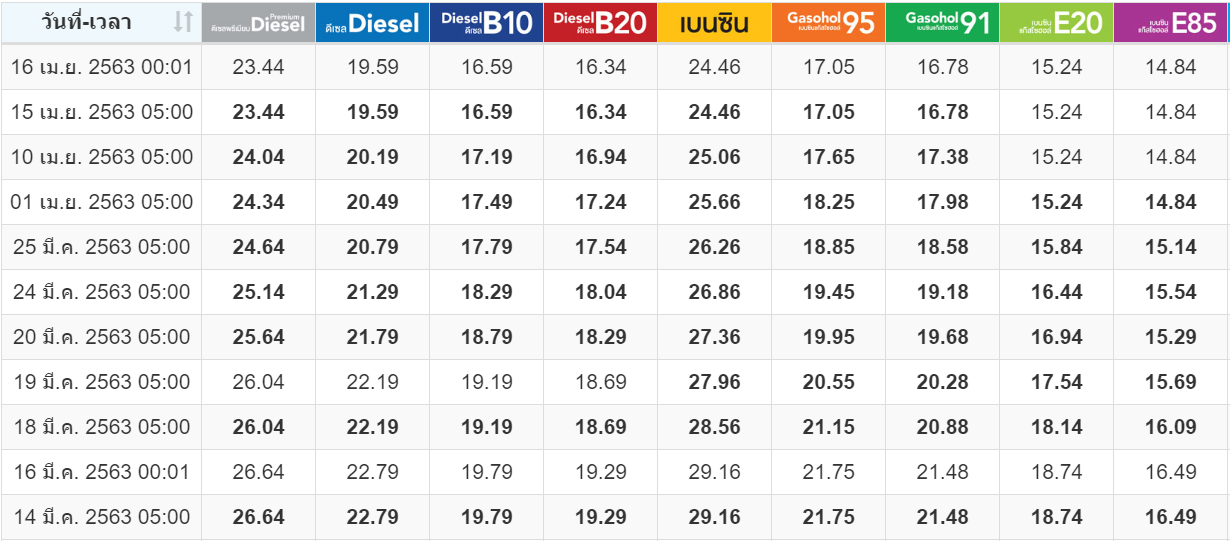 วันที่-เวลา ดีเซลพรีเมียม Premium Diesel ดีเซล Diesel Diesel ดีเซล B10 Diesel ดีเซล B20 เบนซิน Gasohol เบนซินแก๊สโซฮอล์ 95 Gasohol เบนซินแก๊สโซฮอล์ 91 เบนซิน แก๊สโซฮอล์ E20 เบนซิน แก๊สโซฮอล์ E85
16 เม.ย. 2563 00:01 23.44 19.59 16.59 16.34 24.46 17.05 16.78 15.24 14.84
15 เม.ย. 2563 05:00 23.44 19.59 16.59 16.34 24.46 17.05 16.78 15.24 14.84
10 เม.ย. 2563 05:00 24.04 20.19 17.19 16.94 25.06 17.65 17.38 15.24 14.84
01 เม.ย. 2563 05:00 24.34 20.49 17.49 17.24 25.66 18.25 17.98 15.24 14.84
25 มี.ค. 2563 05:00 24.64 20.79 17.79 17.54 26.26 18.85 18.58 15.84 15.14
24 มี.ค. 2563 05:00 25.14 21.29 18.29 18.04 26.86 19.45 19.18 16.44 15.54
20 มี.ค. 2563 05:00 25.64 21.79 18.79 18.29 27.36 19.95 19.68 16.94 15.29
19 มี.ค. 2563 05:00 26.04 22.19 19.19 18.69 27.96 20.55 20.28 17.54 15.69
18 มี.ค. 2563 05:00 26.04 22.19 19.19 18.69 28.56 21.15 20.88 18.14 16.09
16 มี.ค. 2563 00:01 26.64 22.79 19.79 19.29 29.16 21.75 21.48 18.74 16.49
14 มี.ค. 2563 05:00 26.64 22.79 19.79 19.29 29.16 21.75 21.48 18.74 16.49